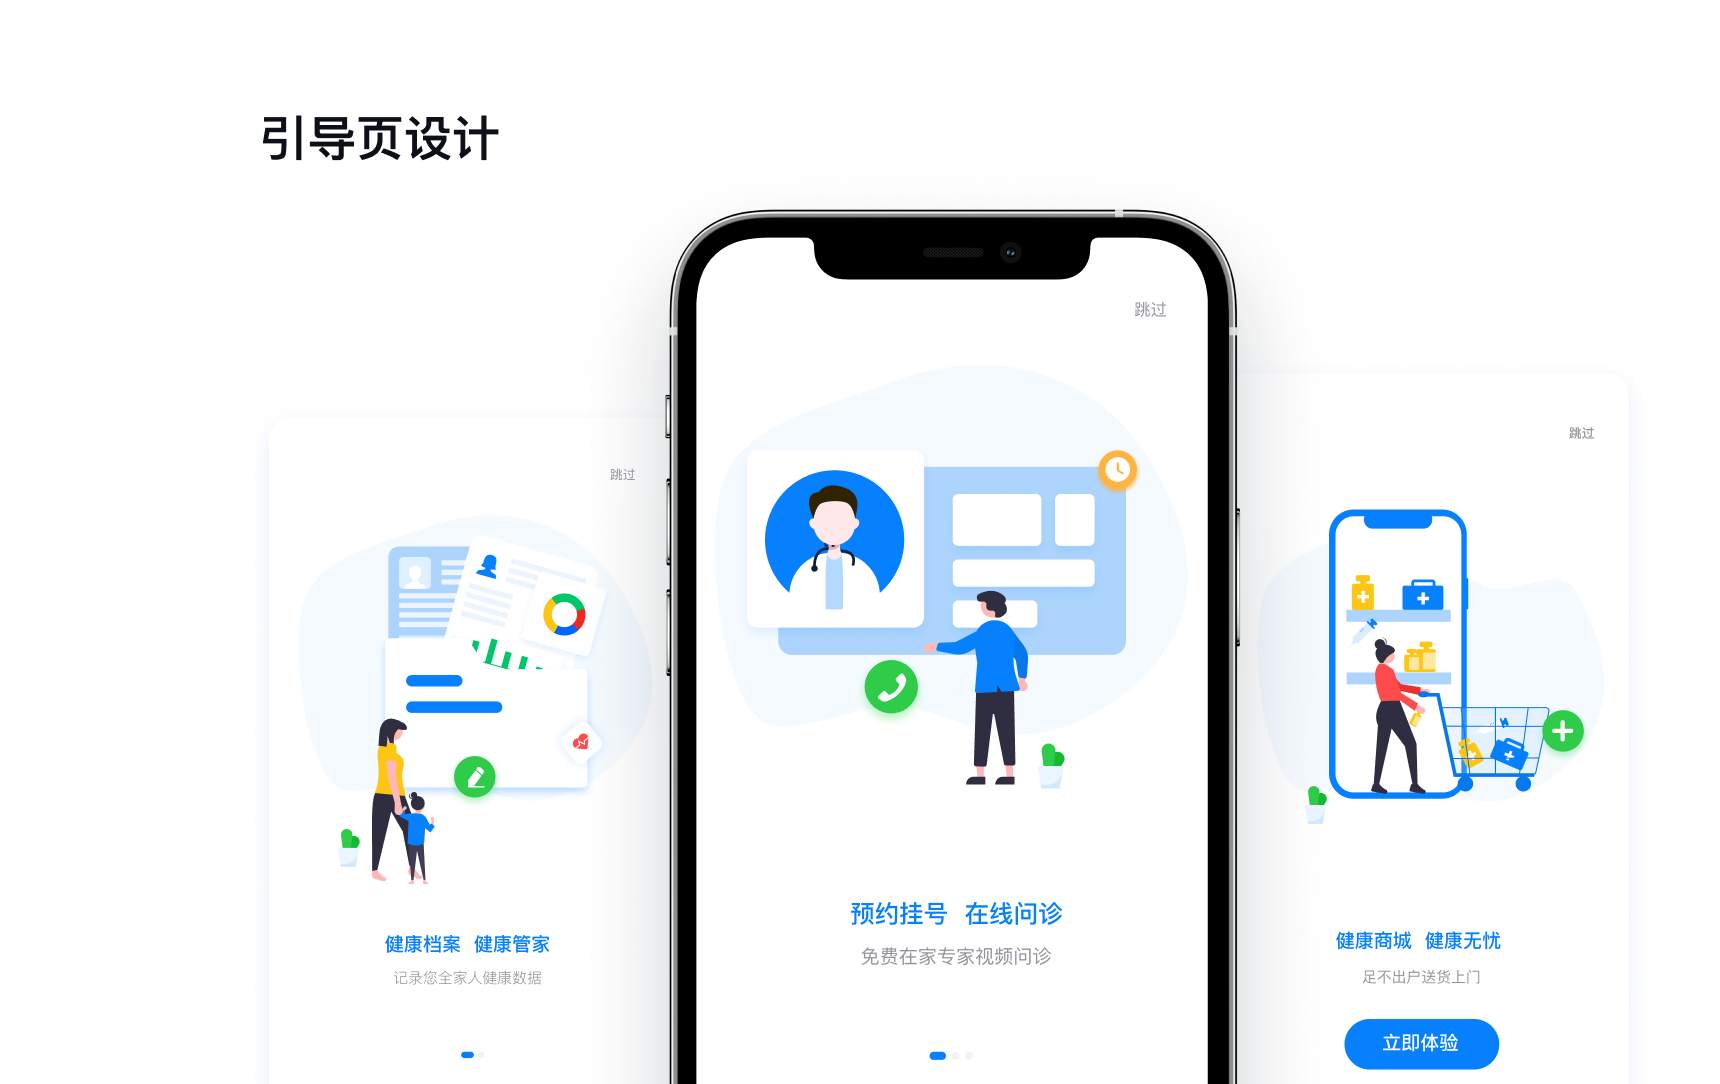 引导页设计
跳过
跳过
跳过
预约挂号 在线问诊
免费在家专家视频问诊
健康档案 健康管家
记录您全家人健康数据
健康商城 健康无忧
足不出户送货上门
立即体验